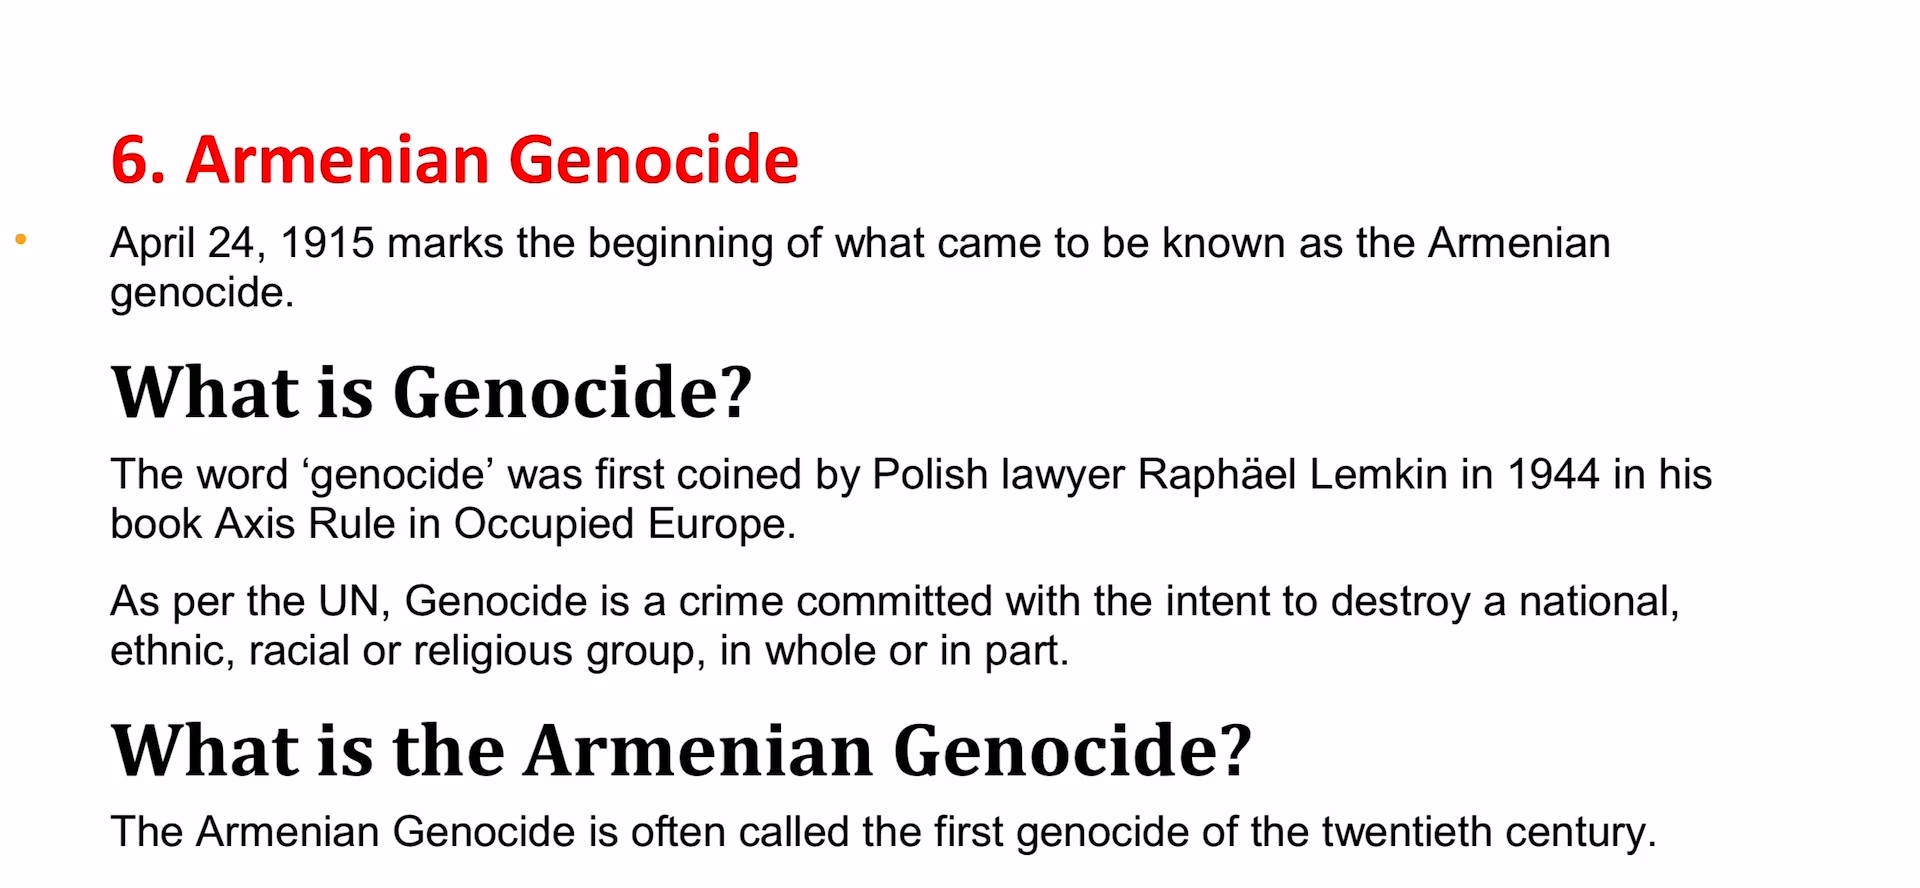 6. Armenian Genocide
• April 24, 1915 marks the beginning of what came to be known as the Armenian
genocide.
What is Genocide?
The word ‘genocide’ was first coined by Polish lawyer Raphäel Lemkin in 1944 in his
book Axis Rule in Occupied Europe.
As per the UN, Genocide is a crime committed with the intent to destroy a national,
ethnic, racial or religious group, in whole or in part.
What is the Armenian Genocide?
The Armenian Genocide is often called the first genocide of the twentieth century.